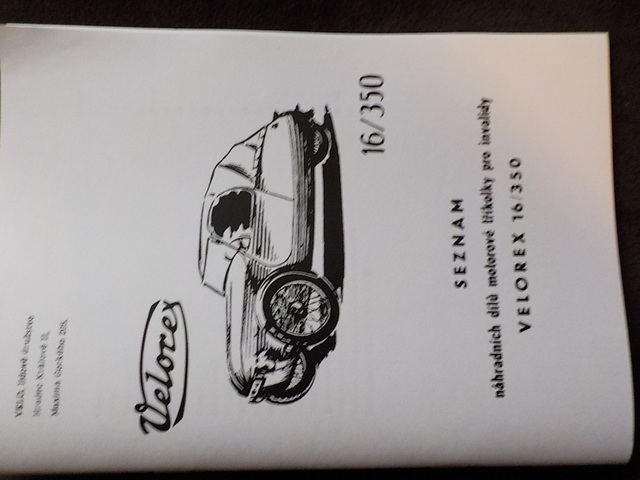 VELO, lidové družstvo
Hradec Králové II,
Maxima Gorkého 205.
Velorex
16/350
SEZNAM
náhradních dílů motorové tříkolky pro invalidy
VELOREX 16/350